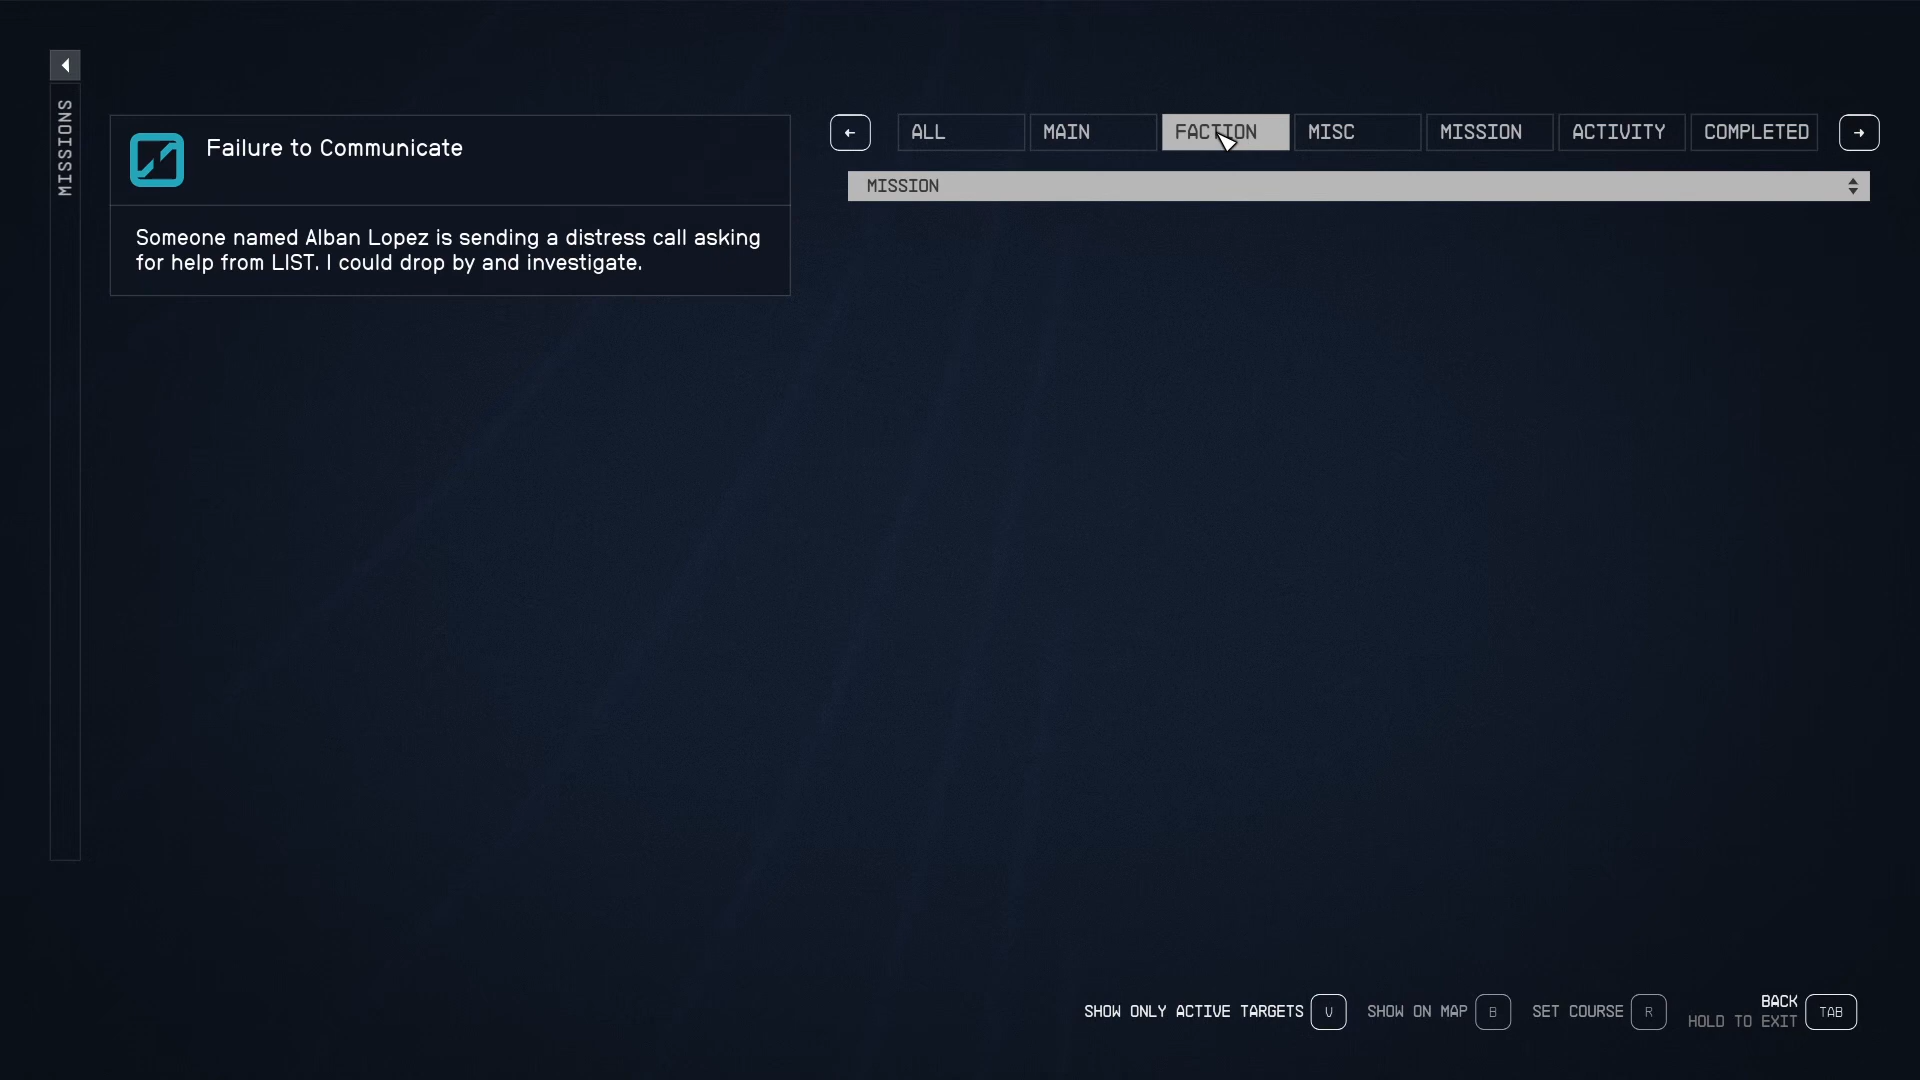 MISSIONS
Failure to Communicate
Someone named Alban Lopez is sending a distress call asking
for help from LIST. I could drop by and investigate.
ALL MAIN FACTION MISC MISSION ACTIVITY COMPLETED
MISSION
SHOW ONLY ACTIVE TARGETS V SHOW ON MAP B SET COURSE R BACK TAB
HOLD TO EXIT